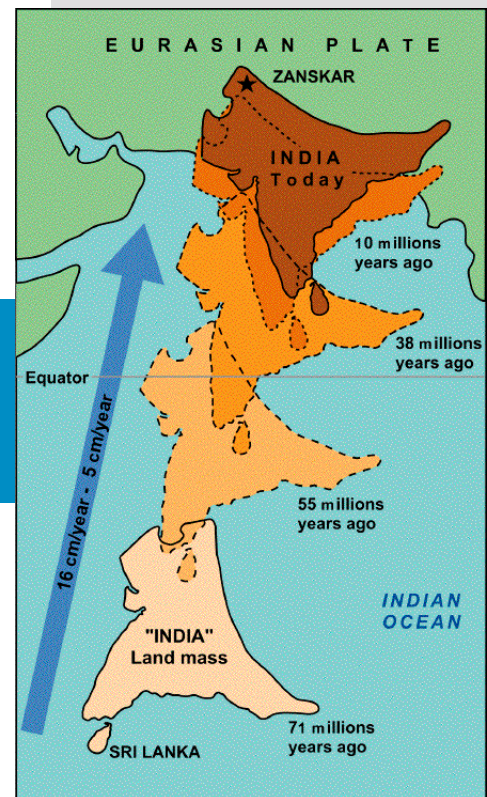 EURASIAN PLATE
ZANSKAR
INDIA
Today
10 millions
years ago
38 millions
years ago
Equator
16 cm/year - 5 cm/year
55 millions
years ago
INDIAN
OCEAN
"INDIA"
Land mass
71 millions
years ago
SRI LANKA